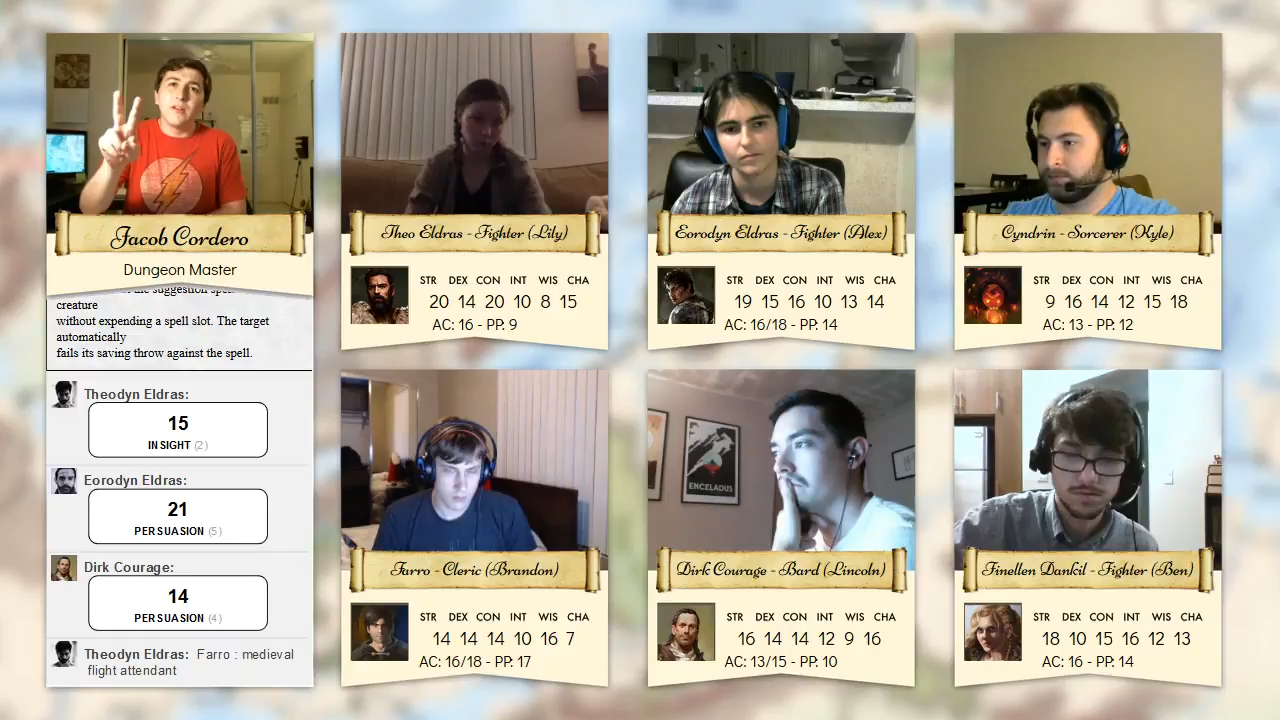 Jacob Cordero
Dungeon Master
creature
without expending a spell slot. The target
automatically
fails its saving throw against the spell.
Theodyn Eldras:
15
INSIGHT (2)
Eorodyn Eldras:
21
PERSUASION (5)
Dirk Courage:
14
PERSUASION (4)
Theodyn Eldras: Farro : medieval
flight attendant
Theo Eldras - Fighter (Lily)
STR DEX CON INT WIS CHA
20 14 20 10 8 15
AC: 16 - PP: 9
Eorodyn Eldras - Fighter (Alex)
STR DEX CON INT WIS CHA
19 15 16 10 13 14
AC: 16/18 - PP: 14
Cyndrin - Sorcerer (Kyle)
STR DEX CON INT WIS CHA
9 16 14 12 15 18
AC: 13 - PP: 12
Farro - Cleric (Brandon)
STR DEX CON INT WIS CHA
14 14 14 10 16 7
AC: 16/18 - PP: 17
ENCELADUS
Dirk Courage - Bard (Lincoln)
STR DEX CON INT WIS CHA
16 14 14 12 9 16
AC: 13/15 - PP: 10
Finellen Dankil - Fighter (Ben)
STR DEX CON INT WIS CHA
18 10 15 16 12 13
AC: 16 - PP: 14